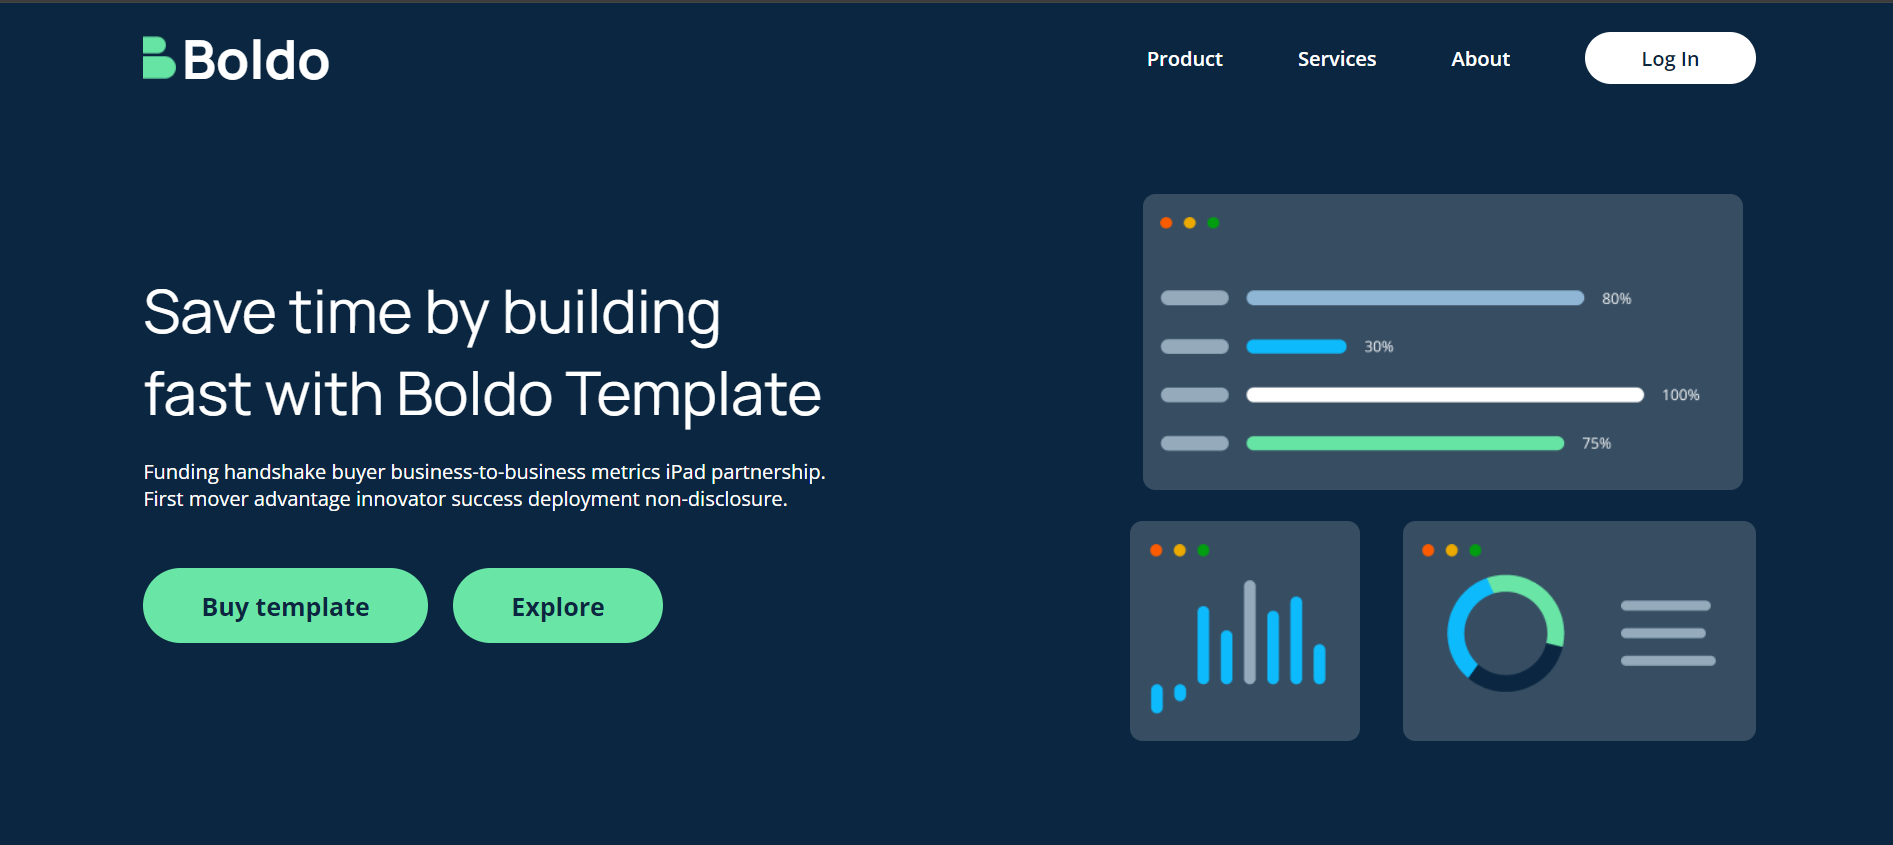 Boldo
Product
Services
About
Log In
Save time by building
fast with Boldo Template
Funding handshake buyer business-to-business metrics iPad partnership.
First mover advantage innovator success deployment non-disclosure.
Buy template
Explore
80%
30%
100%
75%